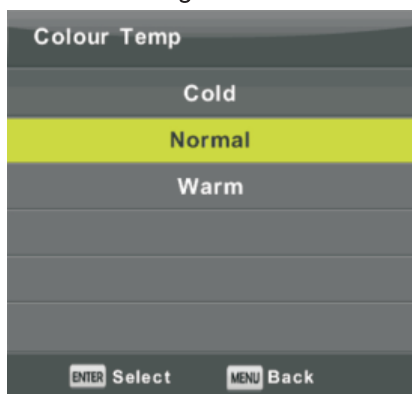 Colour Temp
Cold
Normal
Warm
ENTER Select MENU Back